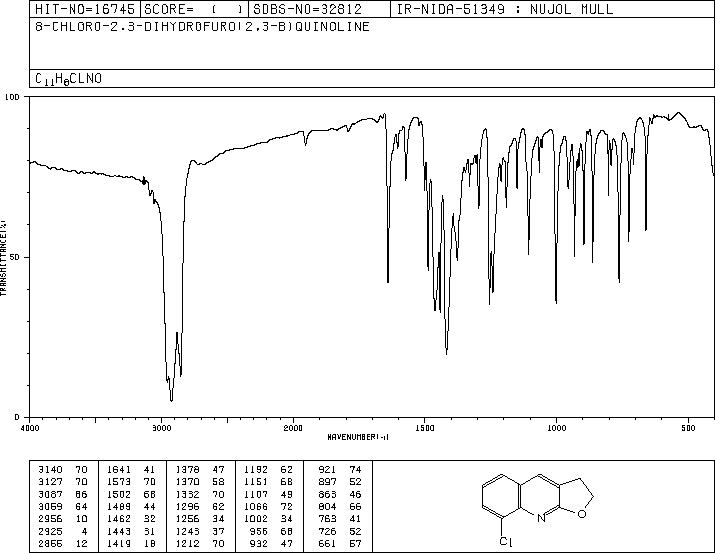 HIT-NO=16745 SCORE= ( ) SDBS-NO=32812 IR-NIDA-51349 : NUJOL MULL
8-CHLORO-2,3-DIHYDROFURO(2,3-B)QUINOLINE
C11H8CLNO
100
50
0
TRANSMITTANCE(%)
4000 3000 2000 1500 1000 500
WAVENUMBER(-1)
3140 70 1641 41 1378 47 1192 62 921 74
3127 70 1573 70 1370 58 1151 68 897 52
3087 66 1502 68 1332 70 1107 49 863 46
3059 64 1489 44 1296 62 1066 72 804 66
2956 10 1462 32 1256 34 1002 34 763 41
2925 4 1443 31 1243 37 956 68 726 52
2855 12 1419 18 1212 70 932 47 661 57
N
O
Cl